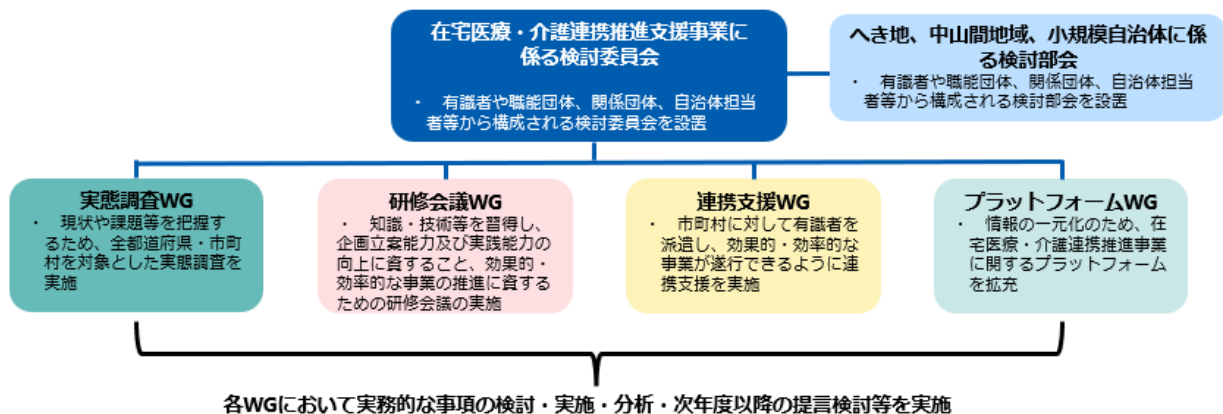 在宅医療・介護連携推進支援事業に
係る検討委員会
・ 有識者や職能団体、関係団体、自治体担当
者等から構成される検討委員会を設置
へき地、中山間地域、小規模自治体に係
る検討部会
・ 有識者や職能団体、関係団体、自治体担当
者等から構成される検討部会を設置
実態調査WG
・ 現状や課題等を把握す
るため、全都道府県・市町
村を対象とした実態調査を
実施
研修会議WG
・ 知識・技術等を習得し、
企画立案能力及び実践能力の
向上に資すること、効果的・
効率的な事業の推進に資する
ための研修会議の実施
連携支援WG
・ 市町村に対して有識者を
派遣し、効果的・効率的な
事業が遂行できるように連
携支援を実施
プラットフォームWG
・ 情報の一元化のため、在
宅医療・介護連携推進事業
に関するプラットフォーム
を拡充
各WGにおいて実務的な事項の検討・実施・分析・次年度以降の提言検討等を実施